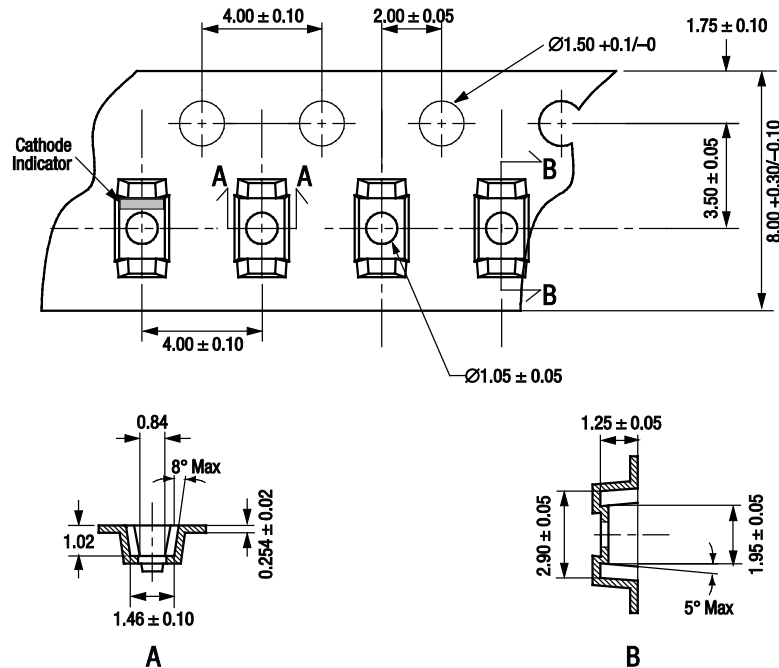 4.00 ± 0.10
2.00 ± 0.05
Ø1.50 +0.1/–0
1.75 ± 0.10
Cathode
Indicator
A
A
B
3.50 ± 0.05
8.00 +0.30/–0.10
B
4.00 ± 0.10
Ø1.05 ± 0.05
0.84
8° Max
1.02
0.254 ± 0.02
1.46 ± 0.10
A
1.25 ± 0.05
2.90 ± 0.05
1.95 ± 0.05
5° Max
B